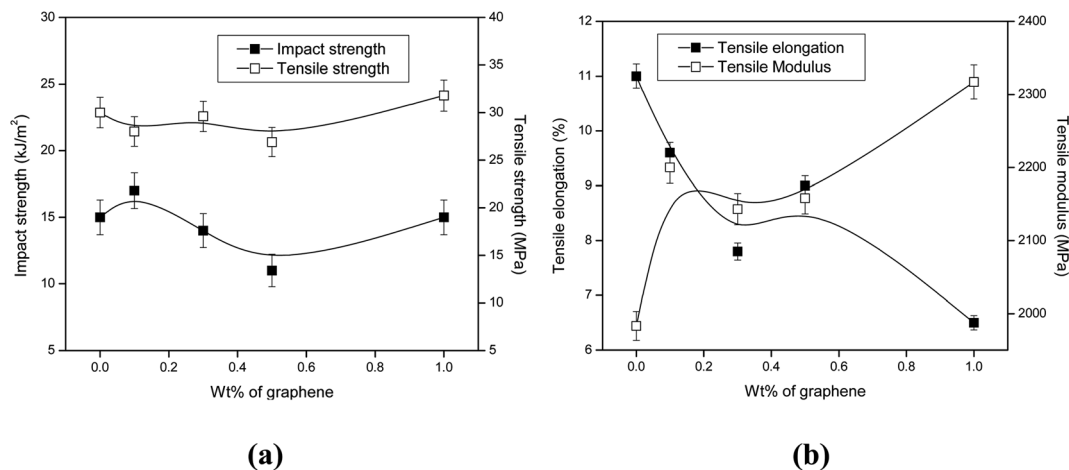 30
25
20
15
10
5
Impact strength (kJ/m²)
Impact strength
Tensile strength
40
35
30
25
20
15
10
5
Tensile strength (MPa)
0.0 0.2 0.4 0.6 0.8 1.0
Wt% of graphene
(a)
11
10
9
8
7
6
Tensile elongation (%)
Tensile elongation
Tensile Modulus
2400
2300
2200
2100
2000
Tensile modulus (MPa)
0.0 0.2 0.4 0.6 0.8 1.0
Wt% of graphene
(b)